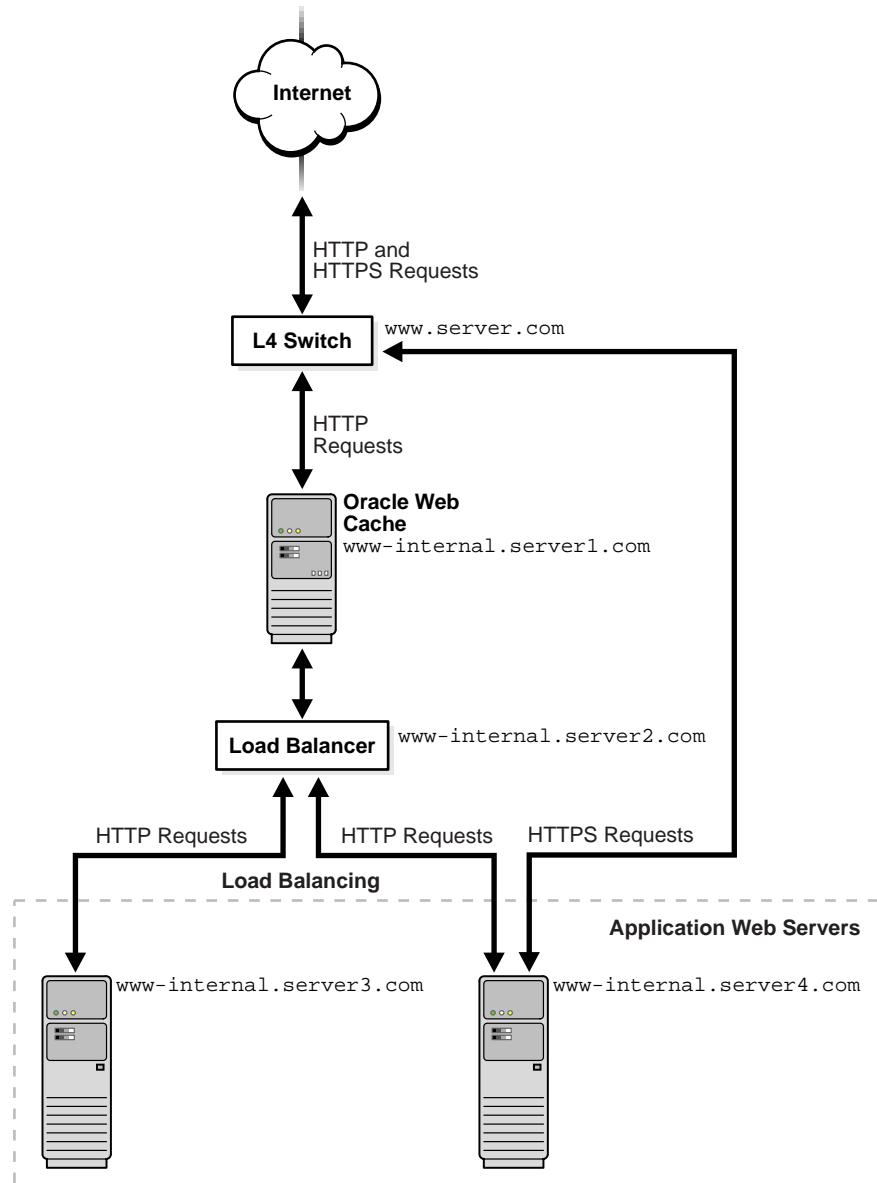 Internet
HTTP and
HTTPS Requests
L4 Switch
www.server.com
HTTP
Requests
Oracle Web
Cache
www-internal.server1.com
Load Balancer
www-internal.server2.com
HTTP Requests
HTTP Requests
HTTPS Requests
Load Balancing
Application Web Servers
www-internal.server3.com
www-internal.server4.com